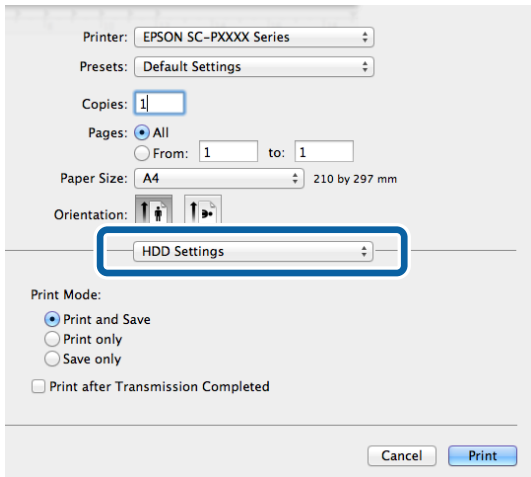 Printer: EPSON SC-PXXXX Series
Presets: Default Settings
Copies: 1
Pages: All
From: 1 to: 1
Paper Size: A4 210 by 297 mm
Orientation:
HDD Settings
Print Mode:
Print and Save
Print only
Save only
Print after Transmission Completed
Cancel Print